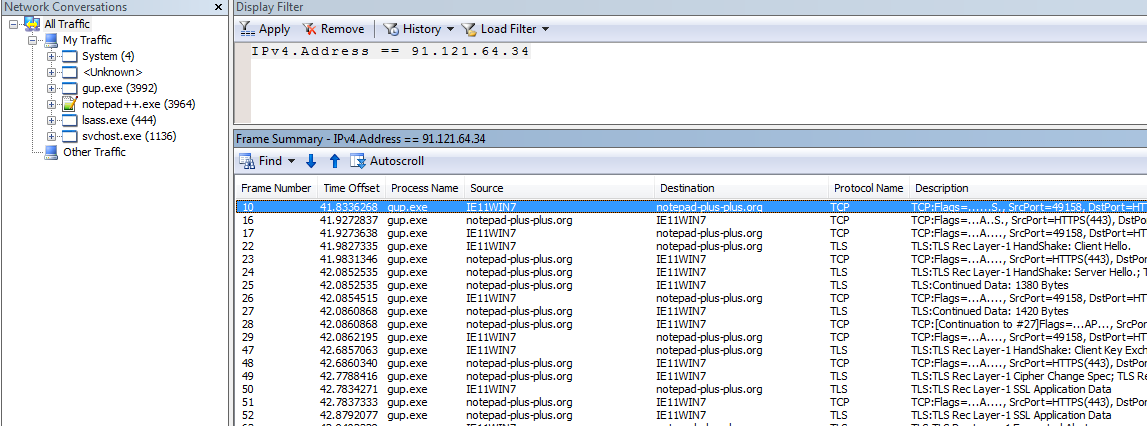 Network Conversations
All Traffic
My Traffic
System (4)
<Unknown>
gup.exe (3992)
notepad++.exe (3964)
lsass.exe (444)
svchost.exe (1136)
Other Traffic
Display Filter
Apply Remove History Load Filter
IPv4.Address == 91.121.64.34
Frame Summary - IPv4.Address == 91.121.64.34
Find Autoscroll
Frame Number Time Offset Process Name Source Destination Protocol Name Description
10 41.8336268 gup.exe IE11WIN7 notepad-plus-plus.org TCP TCP:Flags=......S., SrcPort=49158, DstPort=HT
16 41.9272837 gup.exe notepad-plus-plus.org IE11WIN7 TCP TCP:Flags=...A..S., SrcPort=HTTPS(443), DstPo
17 41.9273638 gup.exe IE11WIN7 notepad-plus-plus.org TCP TCP:Flags=...A...., SrcPort=49158, DstPort=HT
22 41.9827335 gup.exe IE11WIN7 notepad-plus-plus.org TLS TLS:TLS Rec Layer-1 HandShake: Client Hello.
23 41.9831346 gup.exe notepad-plus-plus.org IE11WIN7 TCP TCP:Flags=...A...., SrcPort=HTTPS(443), DstPor
24 42.0852535 gup.exe notepad-plus-plus.org IE11WIN7 TLS TLS:TLS Rec Layer-1 HandShake: Server Hello.; T
25 42.0852535 gup.exe notepad-plus-plus.org IE11WIN7 TLS TLS:Continued Data: 1380 Bytes
26 42.0854515 gup.exe IE11WIN7 notepad-plus-plus.org TCP TCP:Flags=...A...., SrcPort=49158, DstPort=HT
27 42.0860868 gup.exe notepad-plus-plus.org IE11WIN7 TLS TLS:Continued Data: 1420 Bytes
28 42.0860868 gup.exe notepad-plus-plus.org IE11WIN7 TCP TCP:[Continuation to #27]Flags=...AP..., SrcPo
29 42.0862195 gup.exe IE11WIN7 notepad-plus-plus.org TCP TCP:Flags=...A...., SrcPort=49158, DstPort=HT
47 42.6857063 gup.exe IE11WIN7 notepad-plus-plus.org TLS TLS:TLS Rec Layer-1 HandShake: Client Key Exch
48 42.6860340 gup.exe notepad-plus-plus.org IE11WIN7 TCP TCP:Flags=...A...., SrcPort=HTTPS(443), DstPor
49 42.7788416 gup.exe notepad-plus-plus.org IE11WIN7 TLS TLS:TLS Rec Layer-1 Cipher Change Spec; TLS Re
50 42.7834271 gup.exe IE11WIN7 notepad-plus-plus.org TLS TLS:TLS Rec Layer-1 SSL Application Data
51 42.7837333 gup.exe notepad-plus-plus.org IE11WIN7 TCP TCP:Flags=...A...., SrcPort=HTTPS(443), DstPor
52 42.8792077 gup.exe notepad-plus-plus.org IE11WIN7 TLS TLS:TLS Rec Layer-1 SSL Application Data